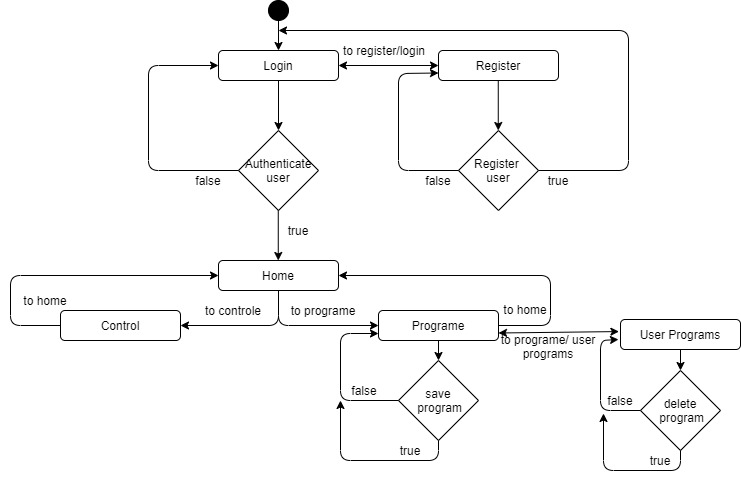 to register/login
Login
Register
Authenticate
user
Register
user
false
false
true
true
Home
to home
to controle
to programe
to home
Control
Programe
User Programs
to programe/ user
programs
false
save
program
false
delete
program
true
true